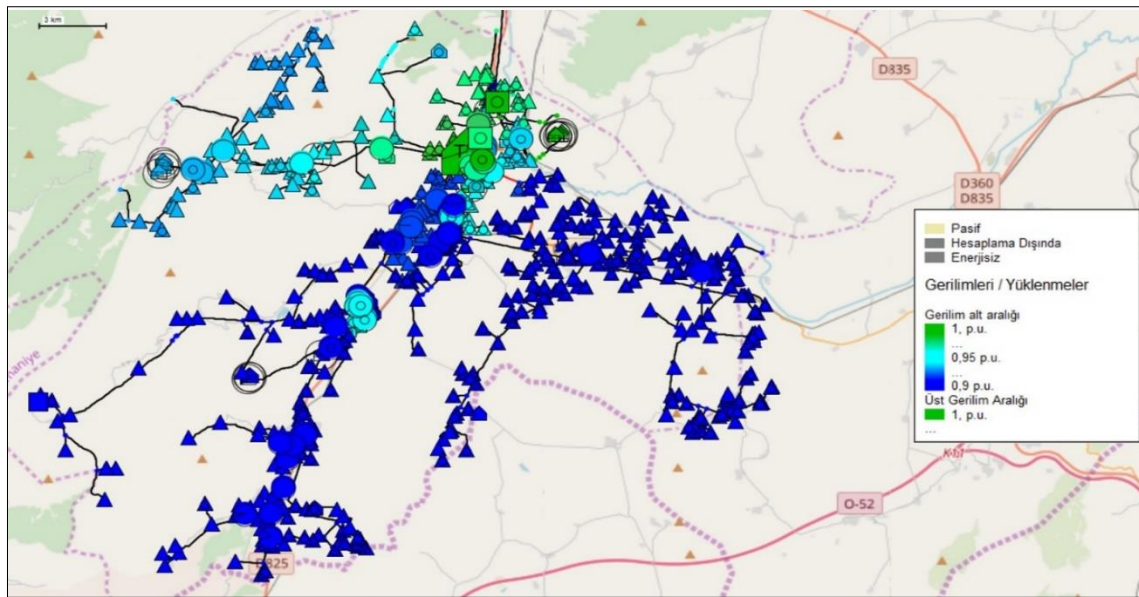 3 km
D835
D360
D835
Pasif
Hesaplama Dışında
Enerjisiz
Gerilimleri / Yüklenmeler
Gerilim alt aralığı
1, p.u.
...
0,95 p.u.
...
0,9 p.u.
Üst Gerilim Aralığı
1, p.u.
...
maniye
O-52
D825